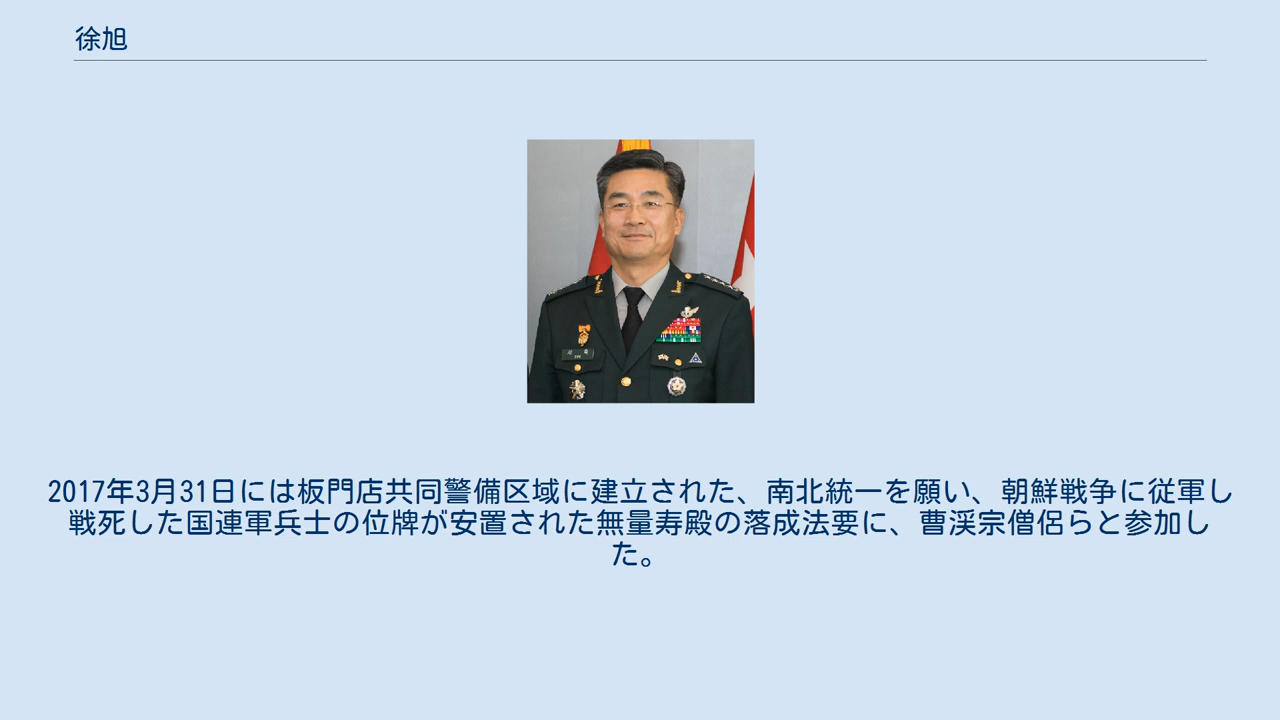 徐旭
서 욱
2017年3月31日には板門店共同警備区域に建立された、南北統一を願い、朝鮮戦争に従軍し
戦死した国連軍兵士の位牌が安置された無量寿殿の落成法要に、曹渓宗僧侶らと参加し
た。